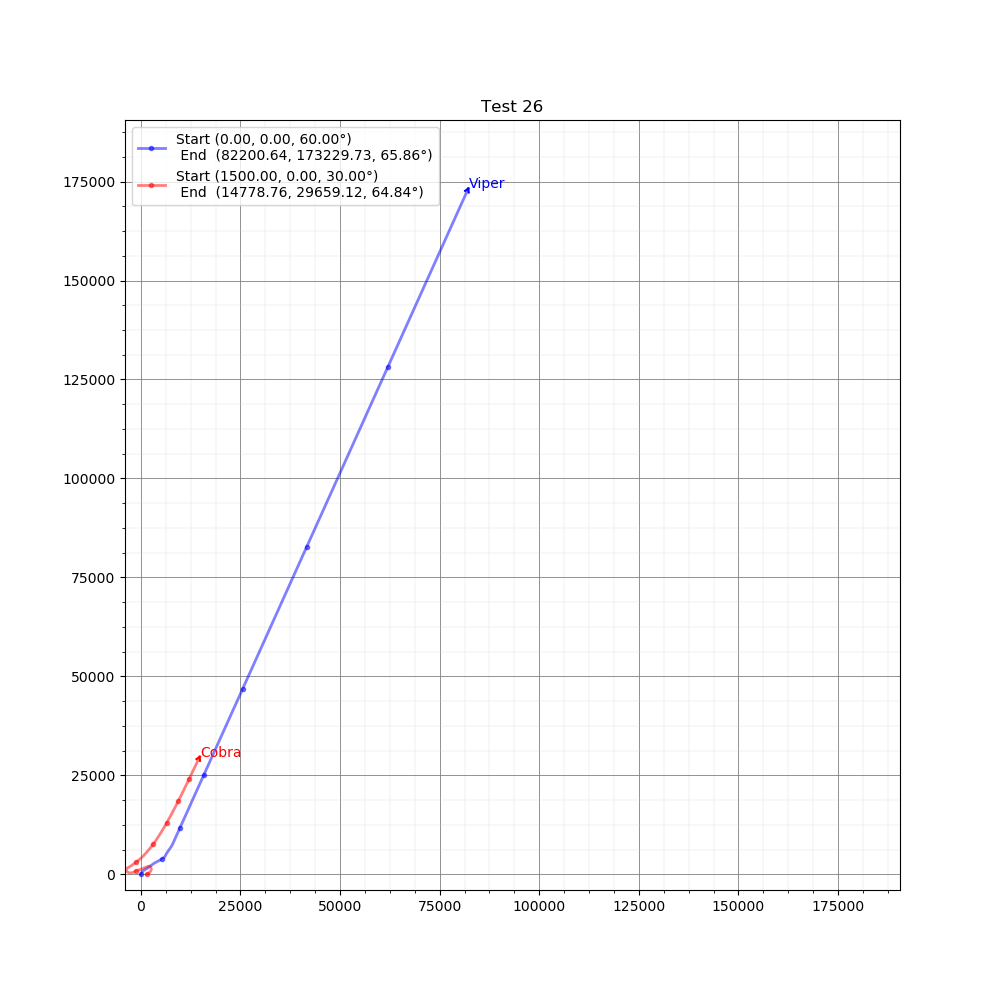 Test 26
Start (0.00, 0.00, 60.00°)
End (82200.64, 173229.73, 65.86°)
Start (1500.00, 0.00, 30.00°)
End (14778.76, 29659.12, 64.84°)
Viper
Cobra
175000
150000
125000
100000
75000
50000
25000
0
0 25000 50000 75000 100000 125000 150000 175000